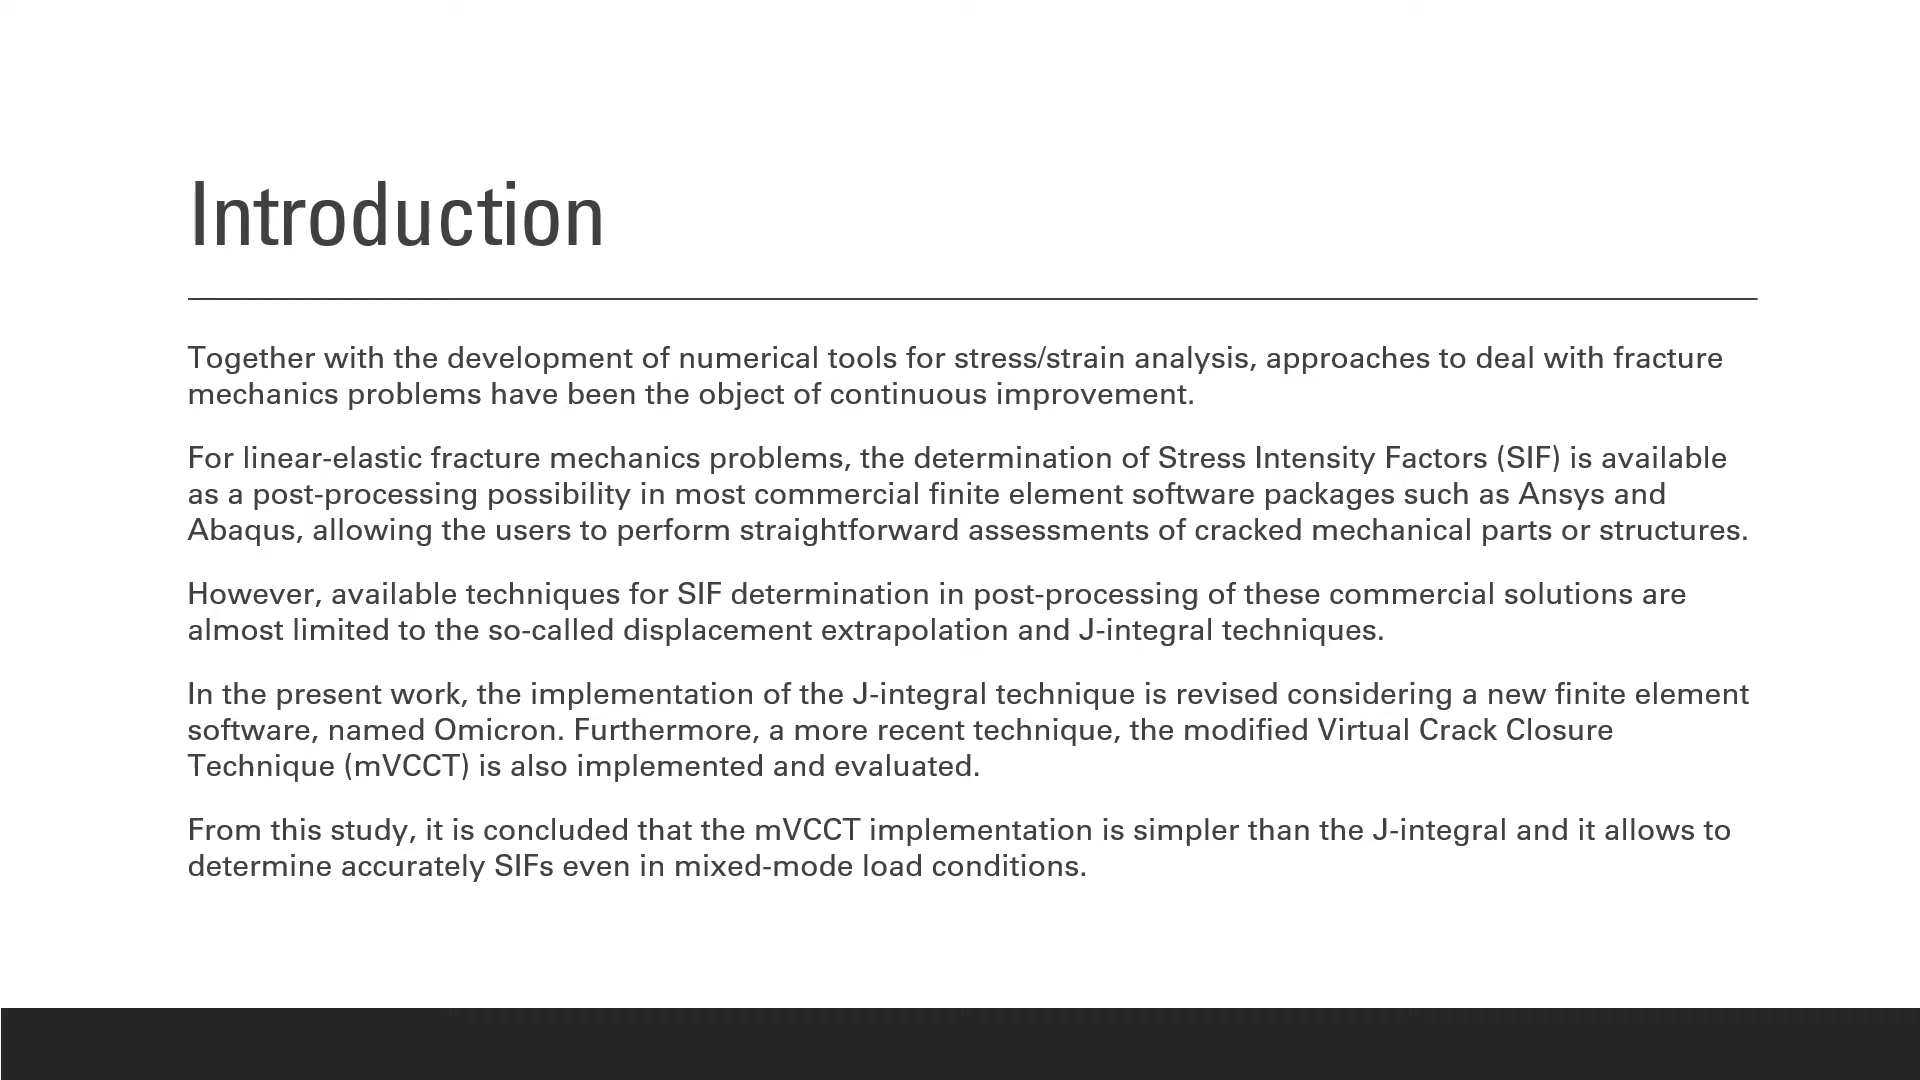 Introduction
Together with the development of numerical tools for stress/strain analysis, approaches to deal with fracture
mechanics problems have been the object of continuous improvement.
For linear-elastic fracture mechanics problems, the determination of Stress Intensity Factors (SIF) is available
as a post-processing possibility in most commercial finite element software packages such as Ansys and
Abaqus, allowing the users to perform straightforward assessments of cracked mechanical parts or structures.
However, available techniques for SIF determination in post-processing of these commercial solutions are
almost limited to the so-called displacement extrapolation and J-integral techniques.
In the present work, the implementation of the J-integral technique is revised considering a new finite element
software, named Omicron. Furthermore, a more recent technique, the modified Virtual Crack Closure
Technique (mVCCT) is also implemented and evaluated.
From this study, it is concluded that the mVCCT implementation is simpler than the J-integral and it allows to
determine accurately SIFs even in mixed-mode load conditions.